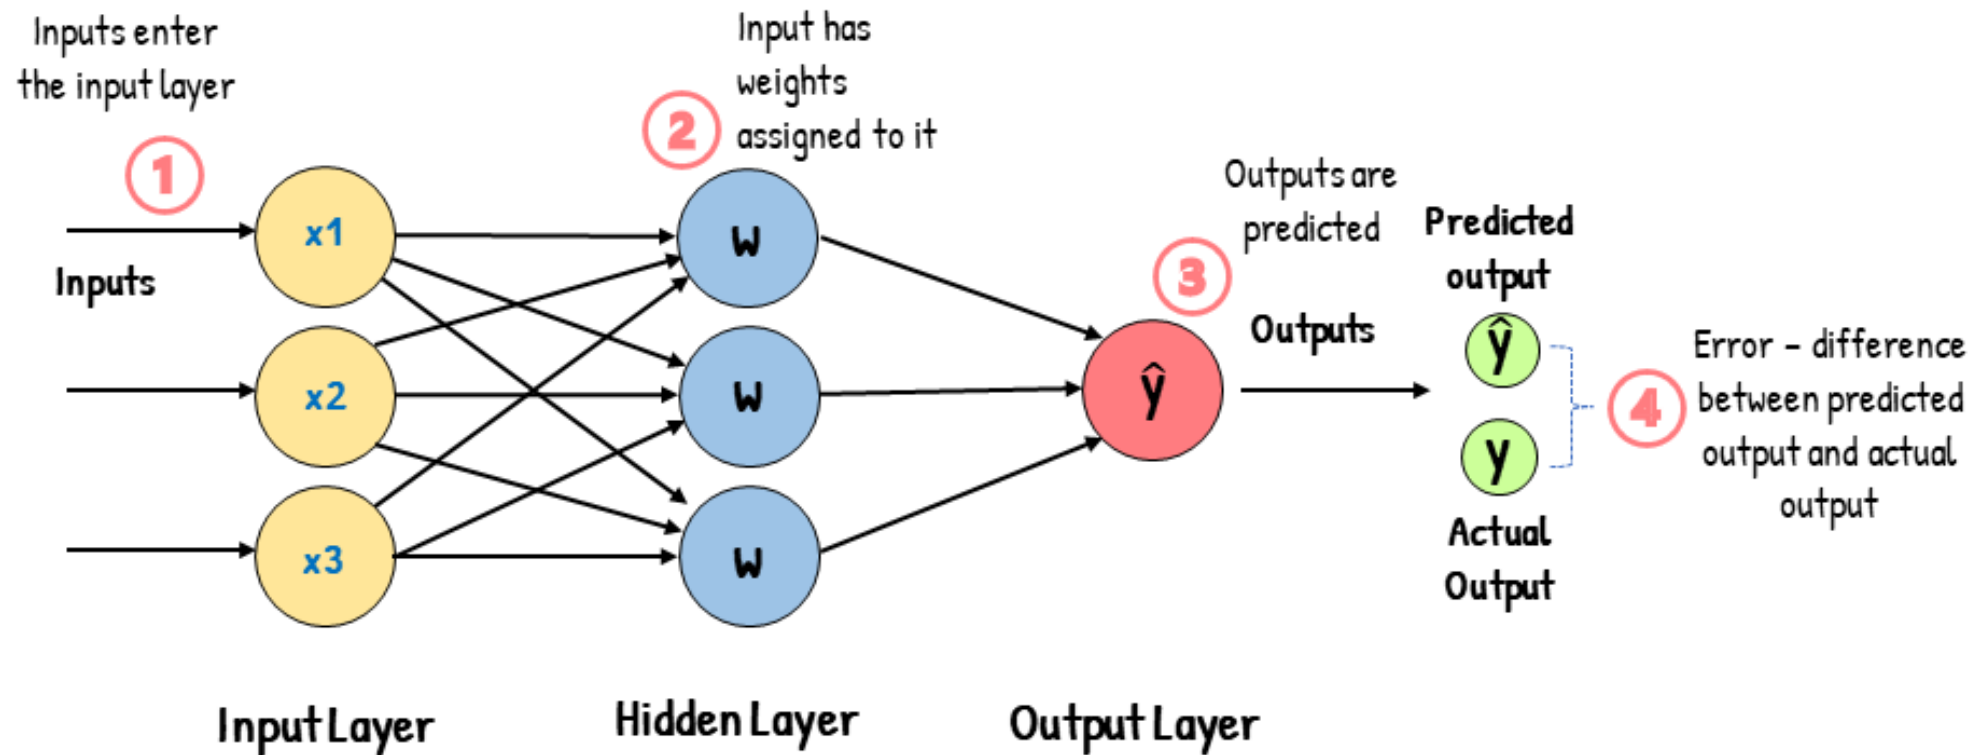 Inputs enter
the input layer
1
Inputs
x1
x2
x3
Input Layer
2
Input has
weights
assigned to it
w
w
w
Hidden Layer
3
Outputs are
predicted
ŷ
Output Layer
Outputs
Predicted
output
ŷ
y
Actual
Output
4
Error - difference
between predicted
output and actual
output